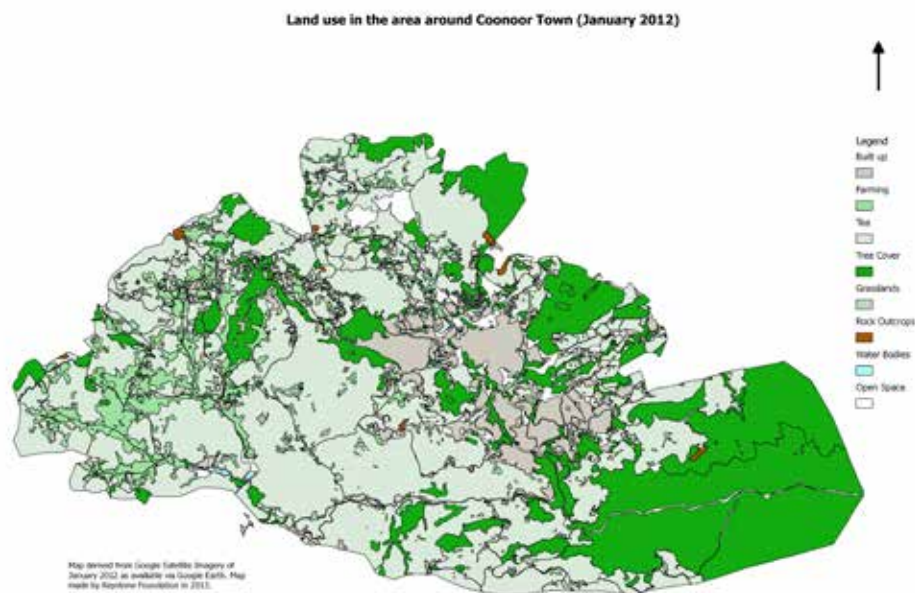 Land use in the area around Coonoor Town (January 2012)
Legend
Built up
Farming
Tea
Tree Cover
Grasslands
Rock Outcrops
Water Bodies
Open Space
Map derived from Google Satellite Imagery of
January 2012 as available via Google Earth. Map
made by Keystone Foundation in 2013.